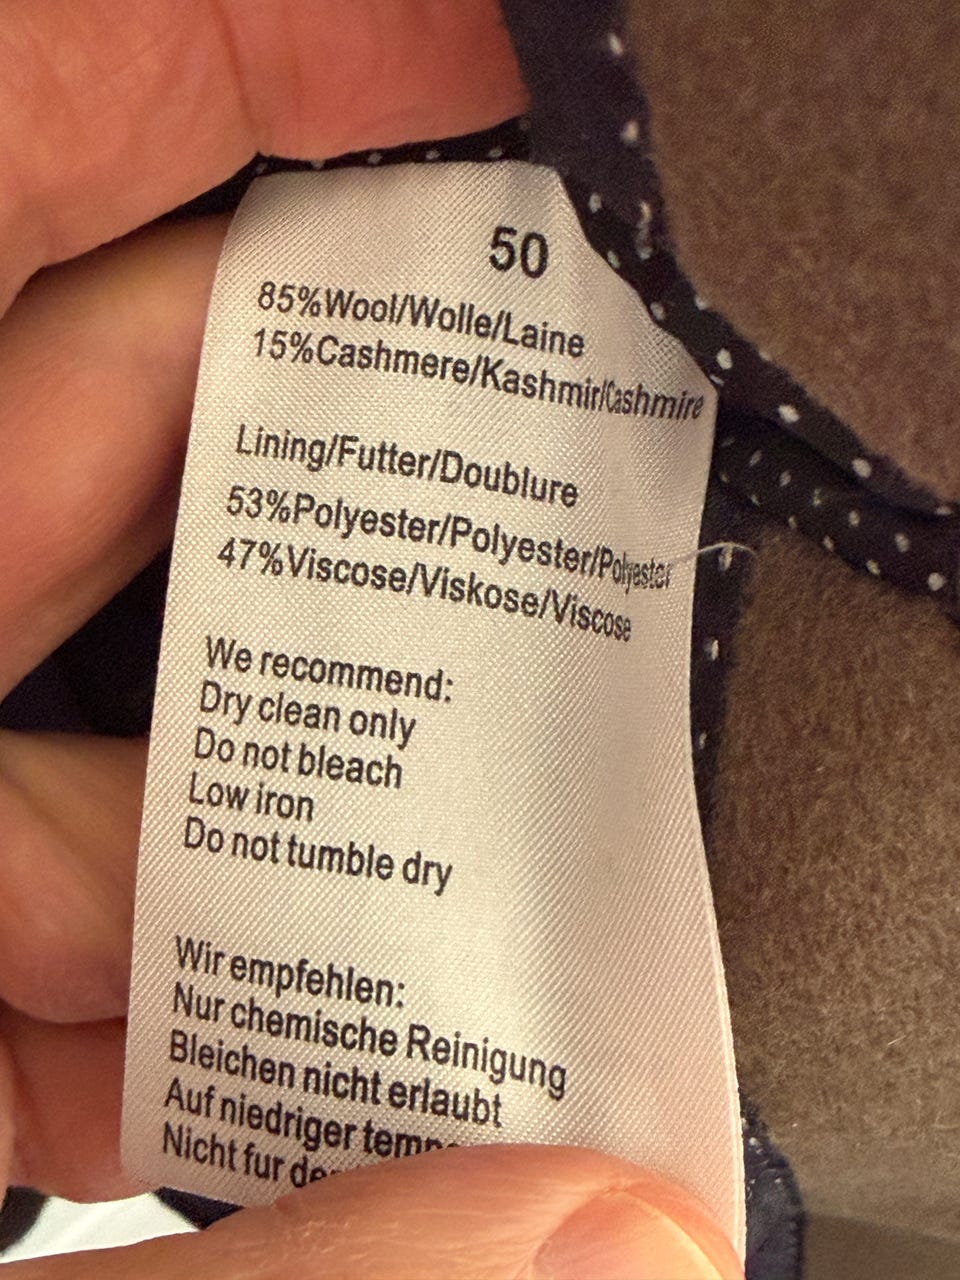 50
85%Wool/Wolle/Laine
15%Cashmere/Kashmir/Cashmire
Lining/Futter/Doublure
53%Polyester/Polyester/Polyester
47%Viscose/Viskose/Viscose
We recommend:
Dry clean only
Do not bleach
Low iron
Do not tumble dry
Wir empfehlen:
Nur chemische Reinigung
Bleichen nicht erlaubt
Auf niedriger
Nicht fur